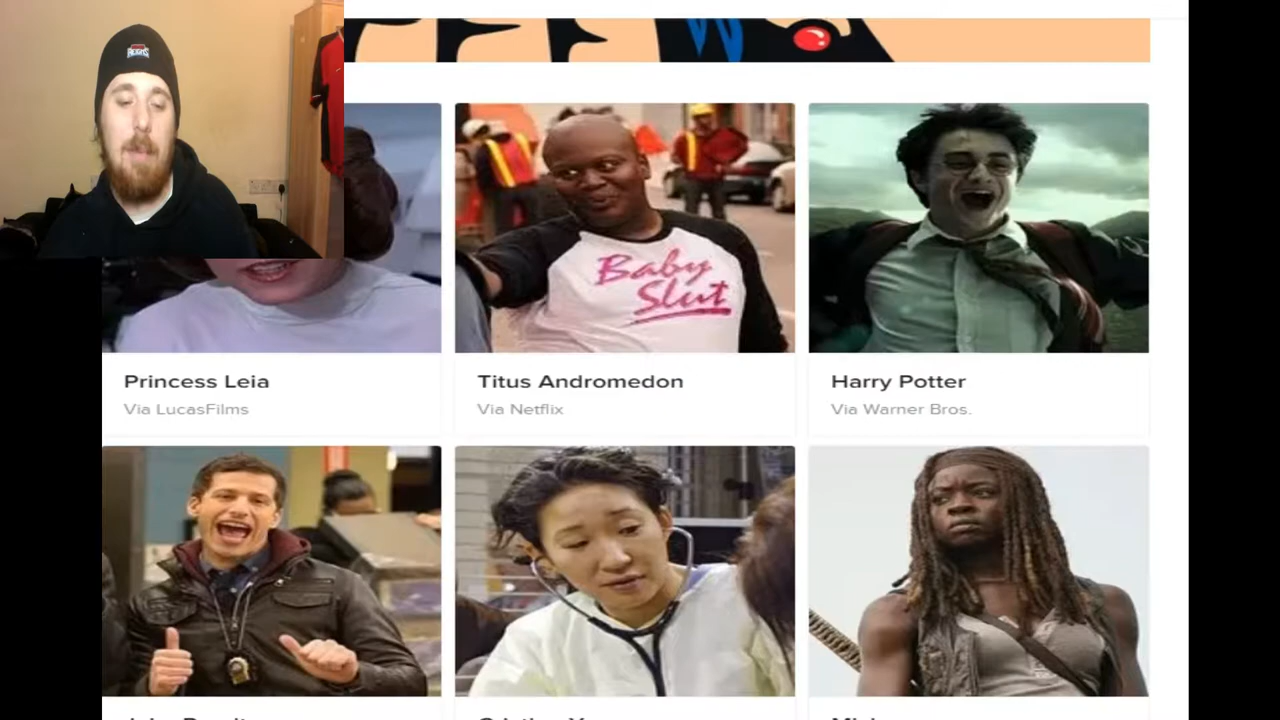 Baby
Slut
Princess Leia
Titus Andromedon
Harry Potter
Via LucasFilms
Via Netflix
Via Warner Bros.